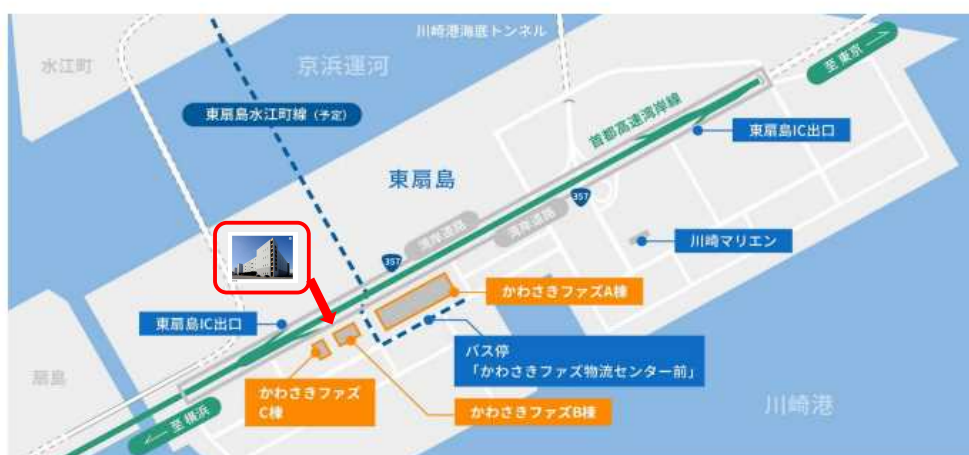 川崎港海底トンネル
水江町
京浜運河
至東京
東扇島水江町線（予定）
首都高速湾岸線
東扇島IC出口
東扇島
357
湾岸道路
湾岸道路
357
川崎マリエン
かわさきファズA棟
東扇島IC出口
バス停
「かわさきファズ物流センター前」
扇島
かわさきファズ
C棟
かわさきファズB棟
川崎港
至横浜